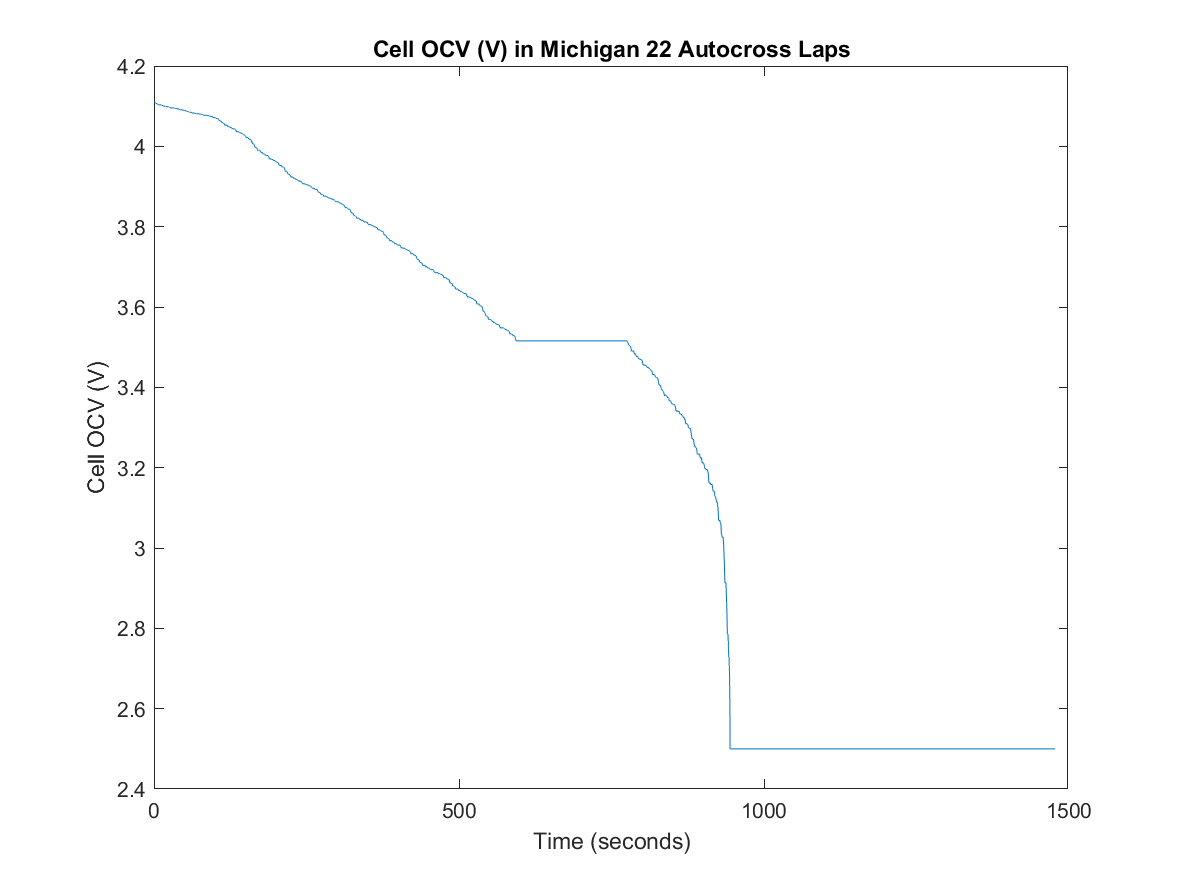 Cell OCV (V) in Michigan 22 Autocross Laps
4.2
4
3.8
3.6
3.4
3.2
3
2.8
2.6
2.4
Cell OCV (V)
0 500 1000 1500
Time (seconds)